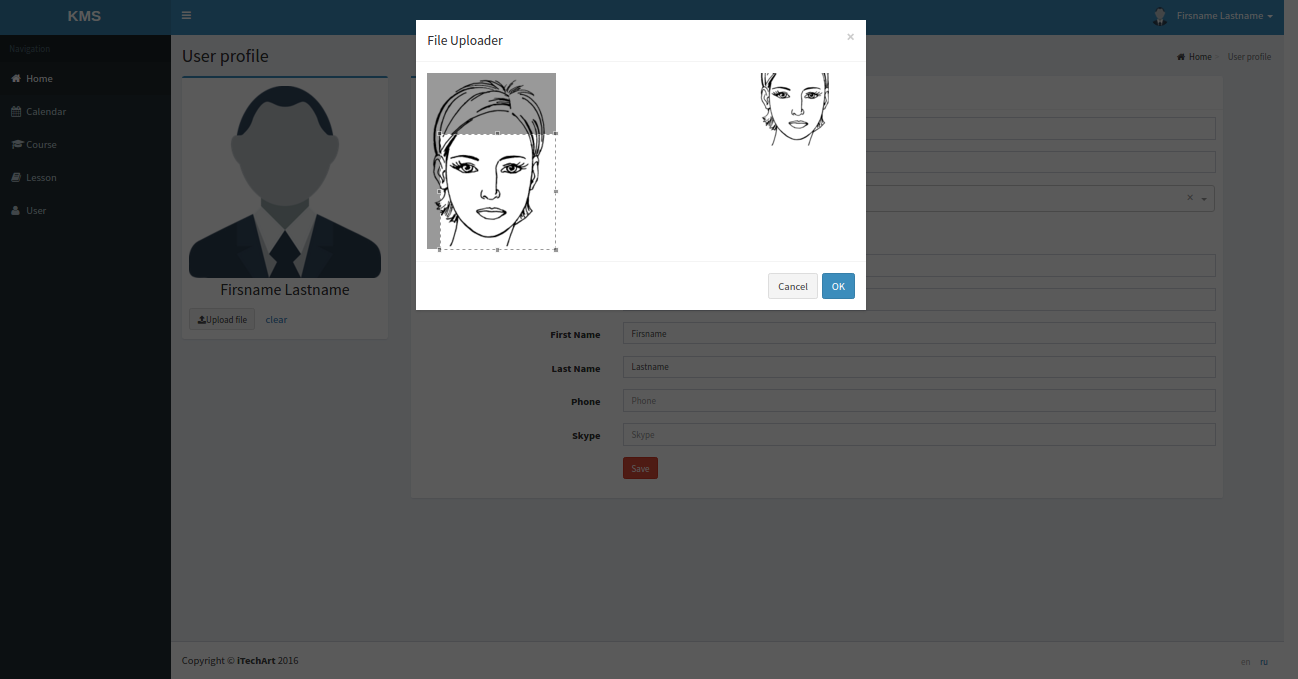 KMS
Firsname Lastname
Navigation
Home
Calendar
Course
Lesson
User
User profile
Home
User profile
Firsname Lastname
Upload file
clear
File Uploader
×
Cancel
OK
×
First Name
Firsname
Last Name
Lastname
Phone
Phone
Skype
Skype
Save
Copyright © iTechArt 2016
en
ru